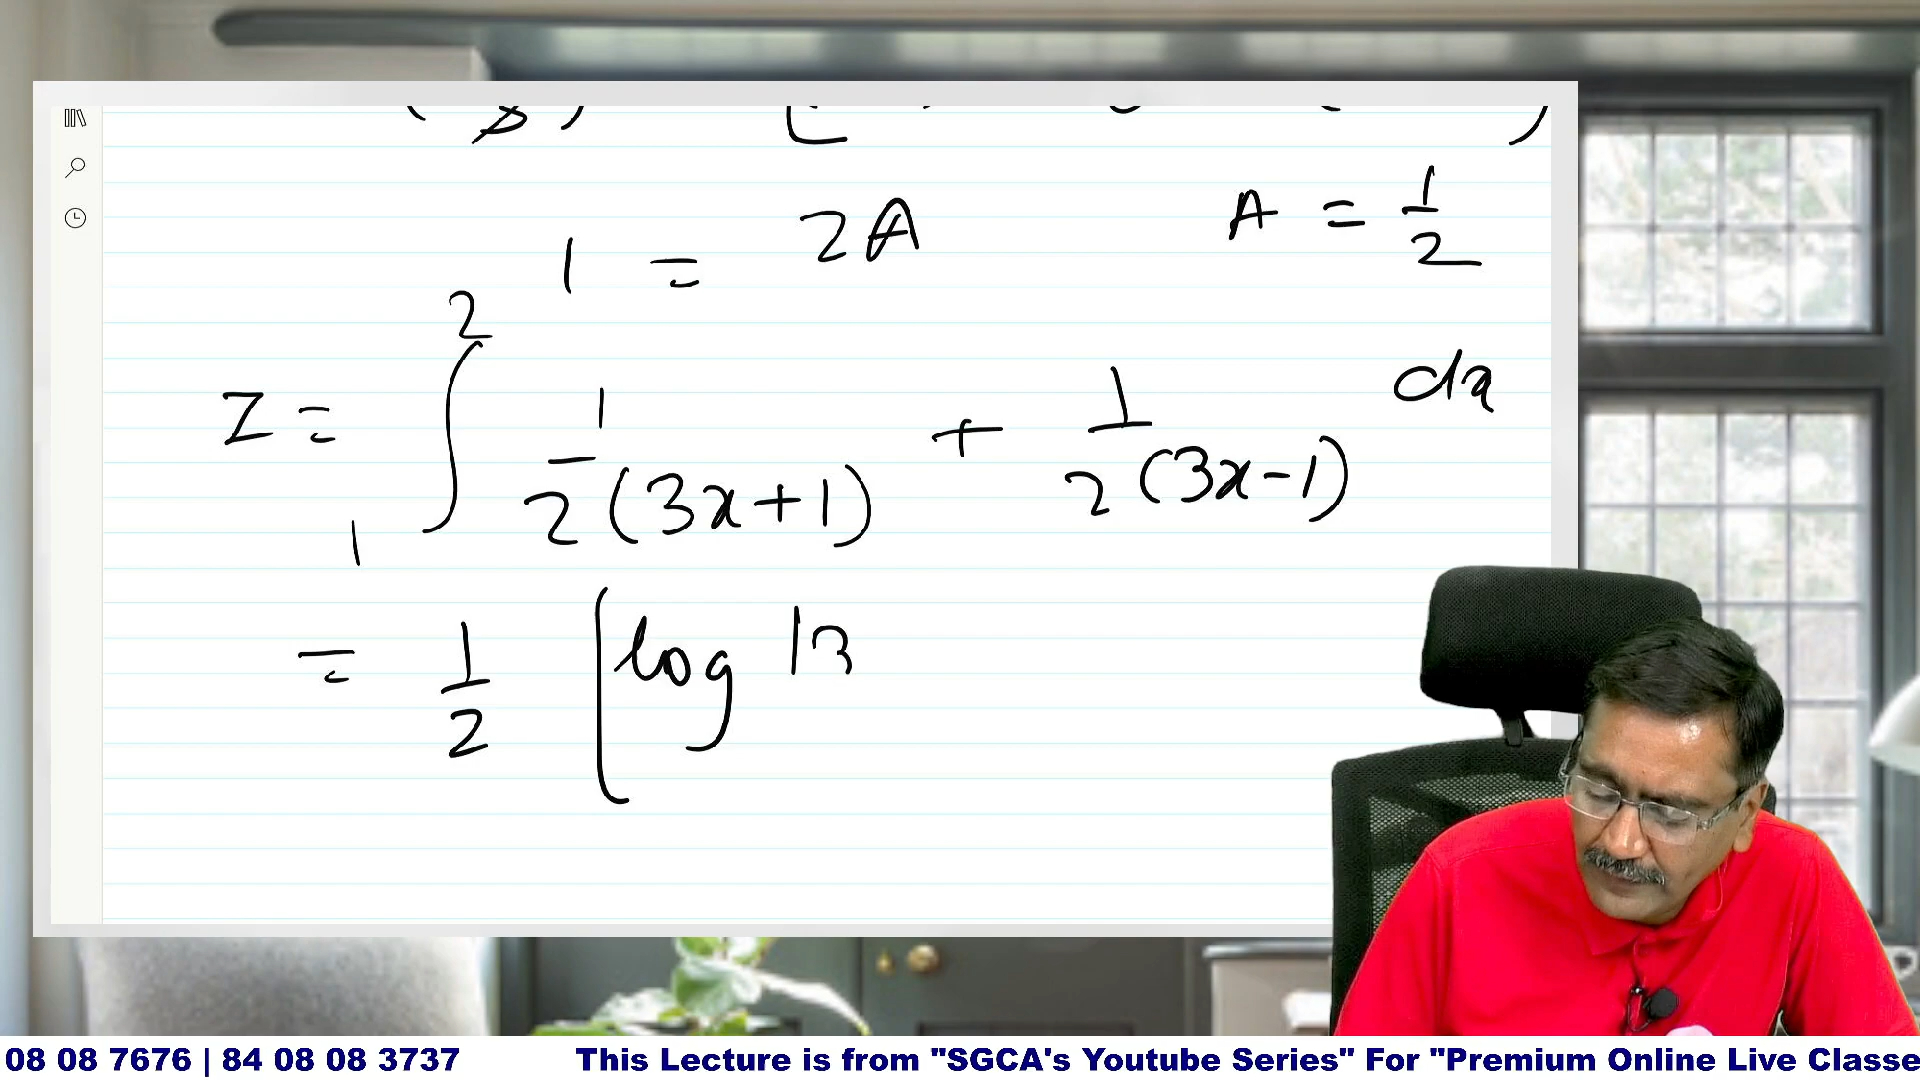 1 = 2A A = 1/2
I = ∫₁² 1/2(3x+1) + 1/2(3x-1) dx
= 1/2 [log |3
08 08 7676 | 84 08 08 3737 This Lecture is from "SGCA's Youtube Series" For "Premium Online Live Classe